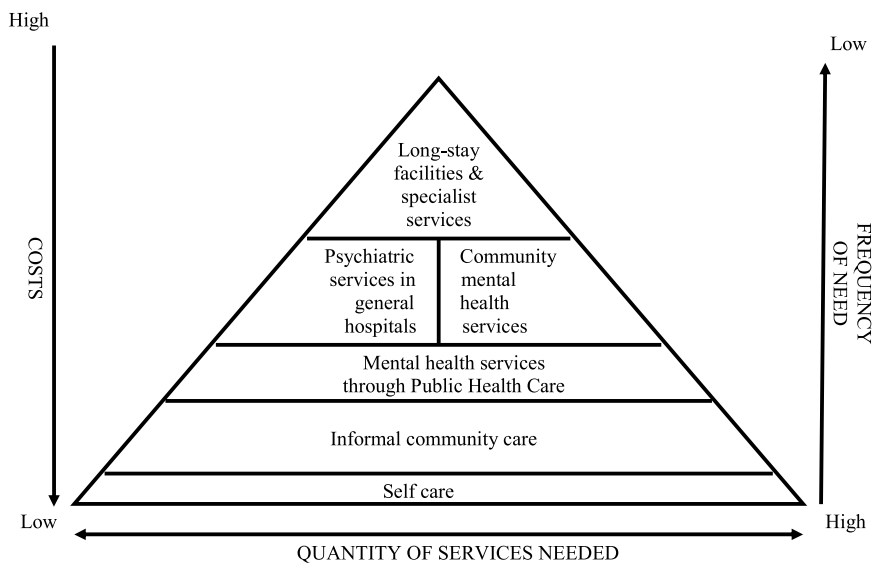 High
Low
Long-stay
facilities &
specialist
services
Psychiatric
services in
general
hospitals
Community
mental
health
services
COSTS
FREQUENCY
OF NEED
Mental health services
through Public Health Care
Informal community care
Self care
Low
High
QUANTITY OF SERVICES NEEDED